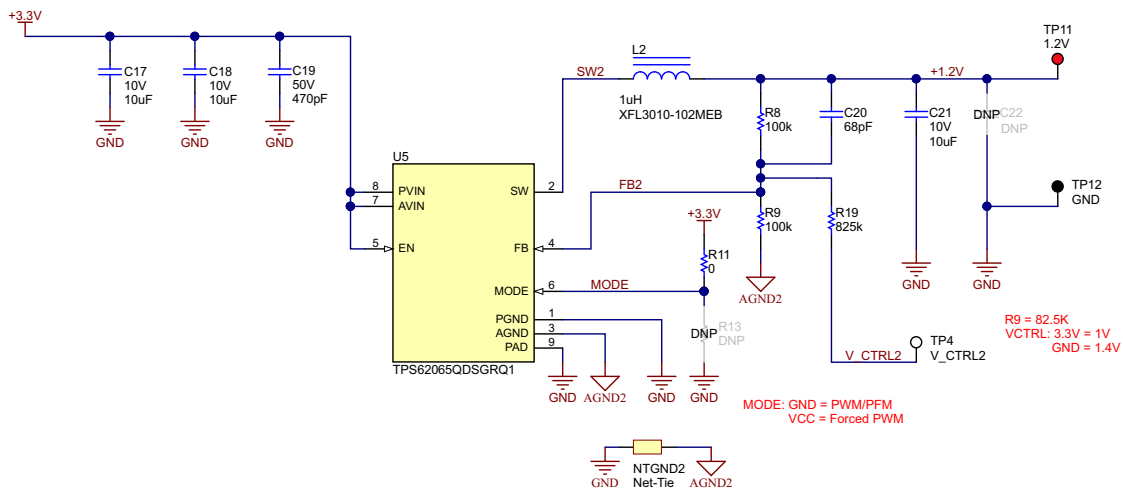 +3.3V
C17
10V
10uF
GND
C18
10V
10uF
GND
C19
50V
470pF
GND
SW2
L2
1uH
XFL3010-102MEB
+1.2V
TP11
1.2V
R8
100k
C20
68pF
C21
10V
10uF
DNP
C22
DNP
U5
8
PVIN
7
AVIN
5
EN
SW
2
FB
4
MODE
6
PGND
1
AGND
3
PAD
9
TPS62065QDSGRQ1
FB2
R9
100k
AGND2
R19
825k
TP12
GND
GND
GND
+3.3V
R11
0
MODE
DNP
R13
DNP
GND
AGND2
GND
GND
V_CTRL2
TP4
V_CTRL2
R9 = 82.5K
VCTRL: 3.3V = 1V
GND = 1.4V
MODE: GND = PWM/PFM
VCC = Forced PWM
GND
NTGND2
Net-Tie
AGND2